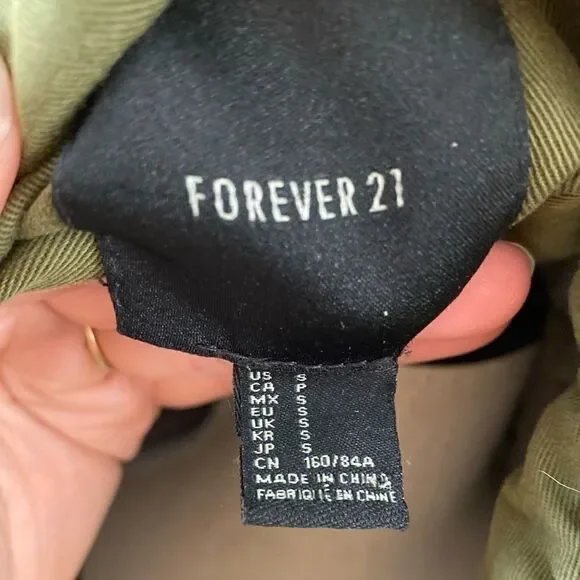 FOREVER 21
US S
CA P
MX S
EU S
UK S
KR S
JP S
CN 160/84A
MADE IN CHINA
FABRIQUÉ EN CHINE